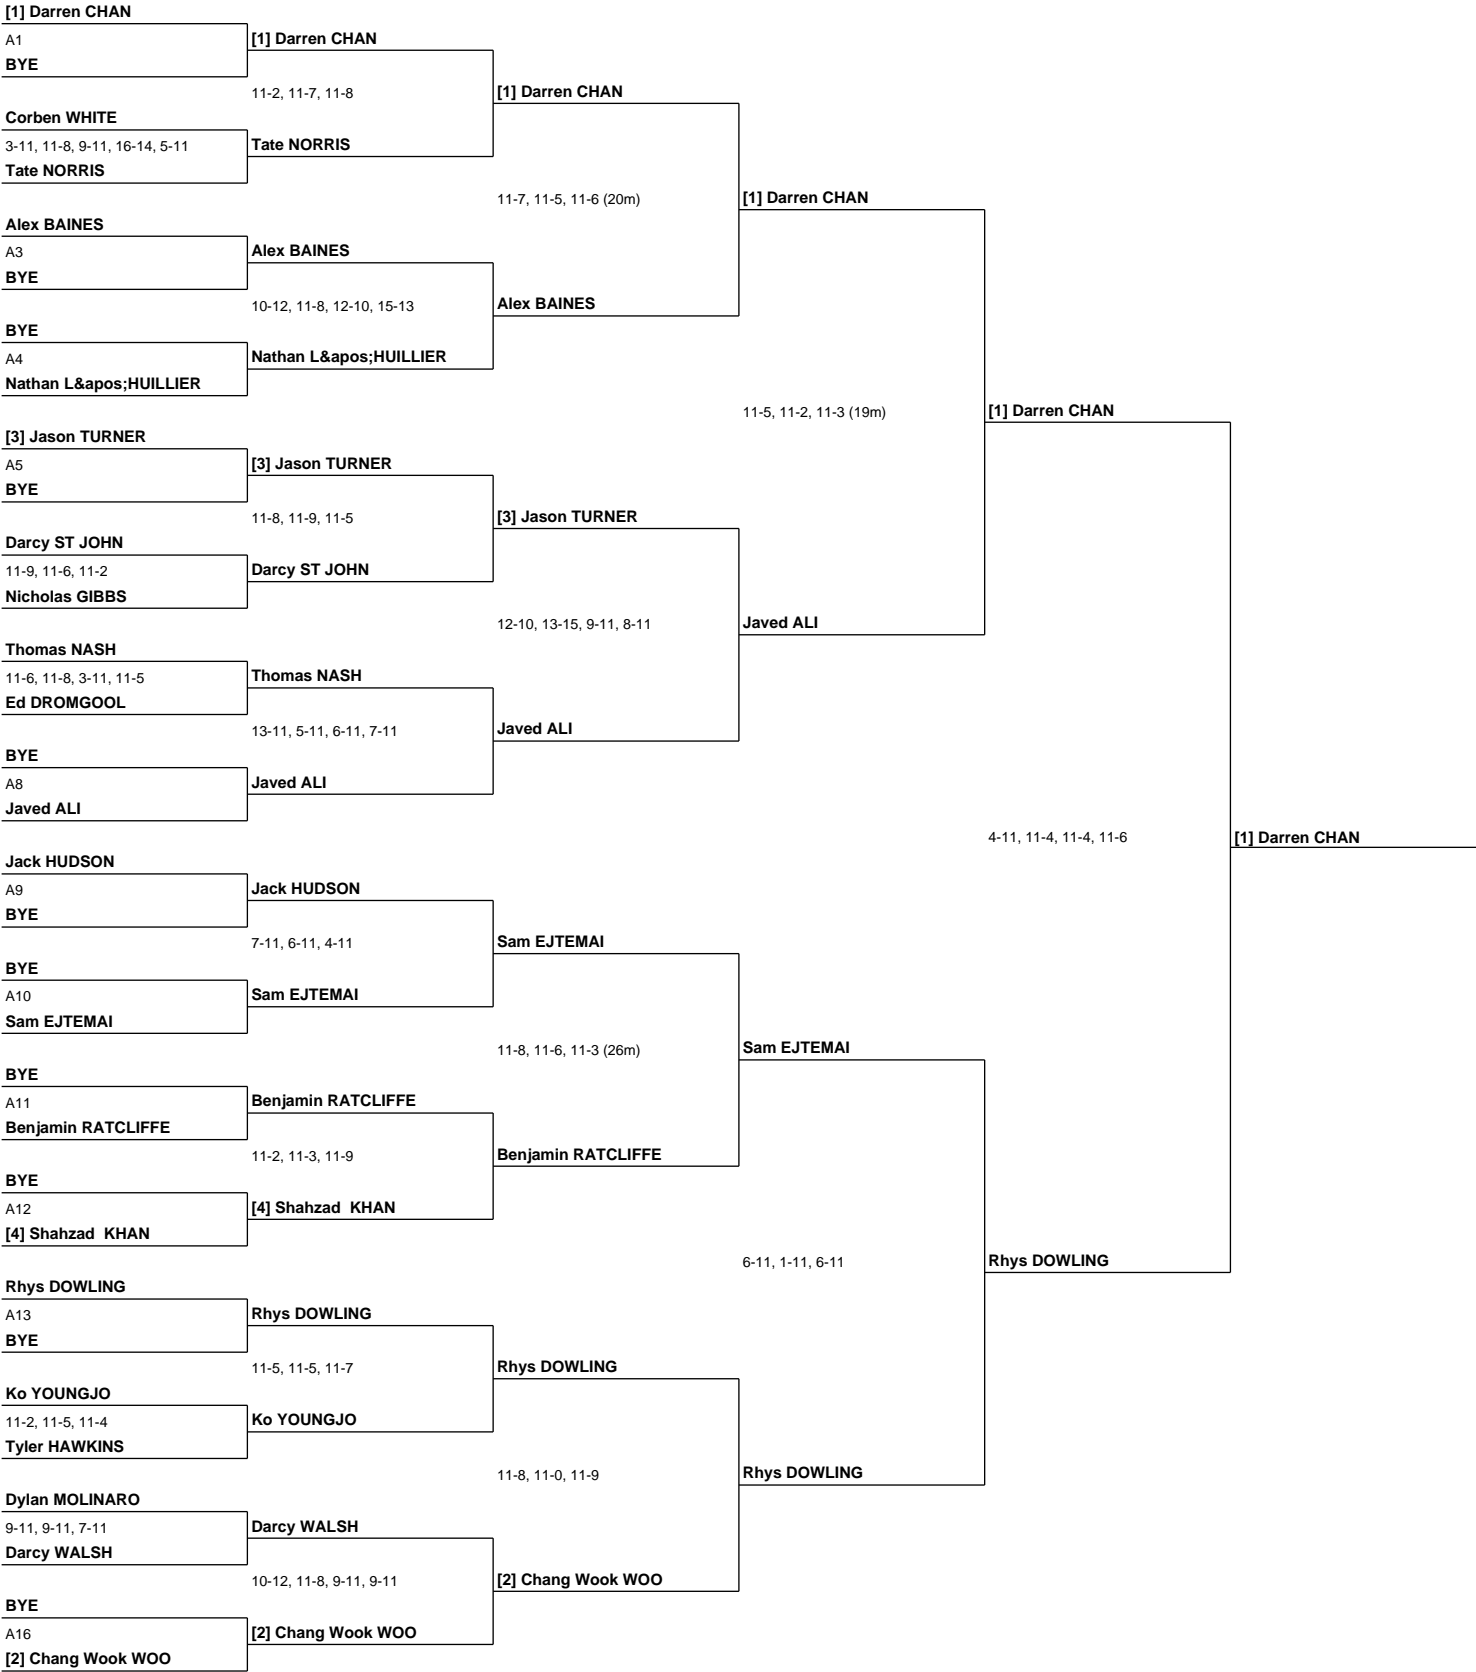 [1] Darren CHAN
A1
BYE
[1] Darren CHAN
11-2, 11-7, 11-8
[1] Darren CHAN
Corben WHITE
3-11, 11-8, 9-11, 16-14, 5-11
Tate NORRIS
Tate NORRIS
11-7, 11-5, 11-6 (20m)
[1] Darren CHAN
Alex BAINES
A3
BYE
Alex BAINES
10-12, 11-8, 12-10, 15-13
Alex BAINES
BYE
A4
Nathan L&apos;HUILLIER
Nathan L&apos;HUILLIER
11-5, 11-2, 11-3 (19m)
[1] Darren CHAN
[3] Jason TURNER
A5
BYE
[3] Jason TURNER
11-8, 11-9, 11-5
[3] Jason TURNER
Darcy ST JOHN
11-9, 11-6, 11-2
Nicholas GIBBS
Darcy ST JOHN
12-10, 13-15, 9-11, 8-11
Javed ALI
Thomas NASH
11-6, 11-8, 3-11, 11-5
Ed DROMGOOL
Thomas NASH
13-11, 5-11, 6-11, 7-11
Javed ALI
BYE
A8
Javed ALI
Javed ALI
4-11, 11-4, 11-4, 11-6
[1] Darren CHAN
Jack HUDSON
A9
BYE
Jack HUDSON
7-11, 6-11, 4-11
Sam EJTEMAI
BYE
A10
Sam EJTEMAI
Sam EJTEMAI
11-8, 11-6, 11-3 (26m)
Sam EJTEMAI
BYE
A11
Benjamin RATCLIFFE
Benjamin RATCLIFFE
11-2, 11-3, 11-9
Benjamin RATCLIFFE
BYE
A12
[4] Shahzad  KHAN
[4] Shahzad  KHAN
6-11, 1-11, 6-11
Rhys DOWLING
Rhys DOWLING
A13
BYE
Rhys DOWLING
11-5, 11-5, 11-7
Rhys DOWLING
Ko YOUNGJO
11-2, 11-5, 11-4
Tyler HAWKINS
Ko YOUNGJO
11-8, 11-0, 11-9
Rhys DOWLING
Dylan MOLINARO
9-11, 9-11, 7-11
Darcy WALSH
Darcy WALSH
10-12, 11-8, 9-11, 9-11
[2] Chang Wook WOO
BYE
A16
[2] Chang Wook WOO
[2] Chang Wook WOO